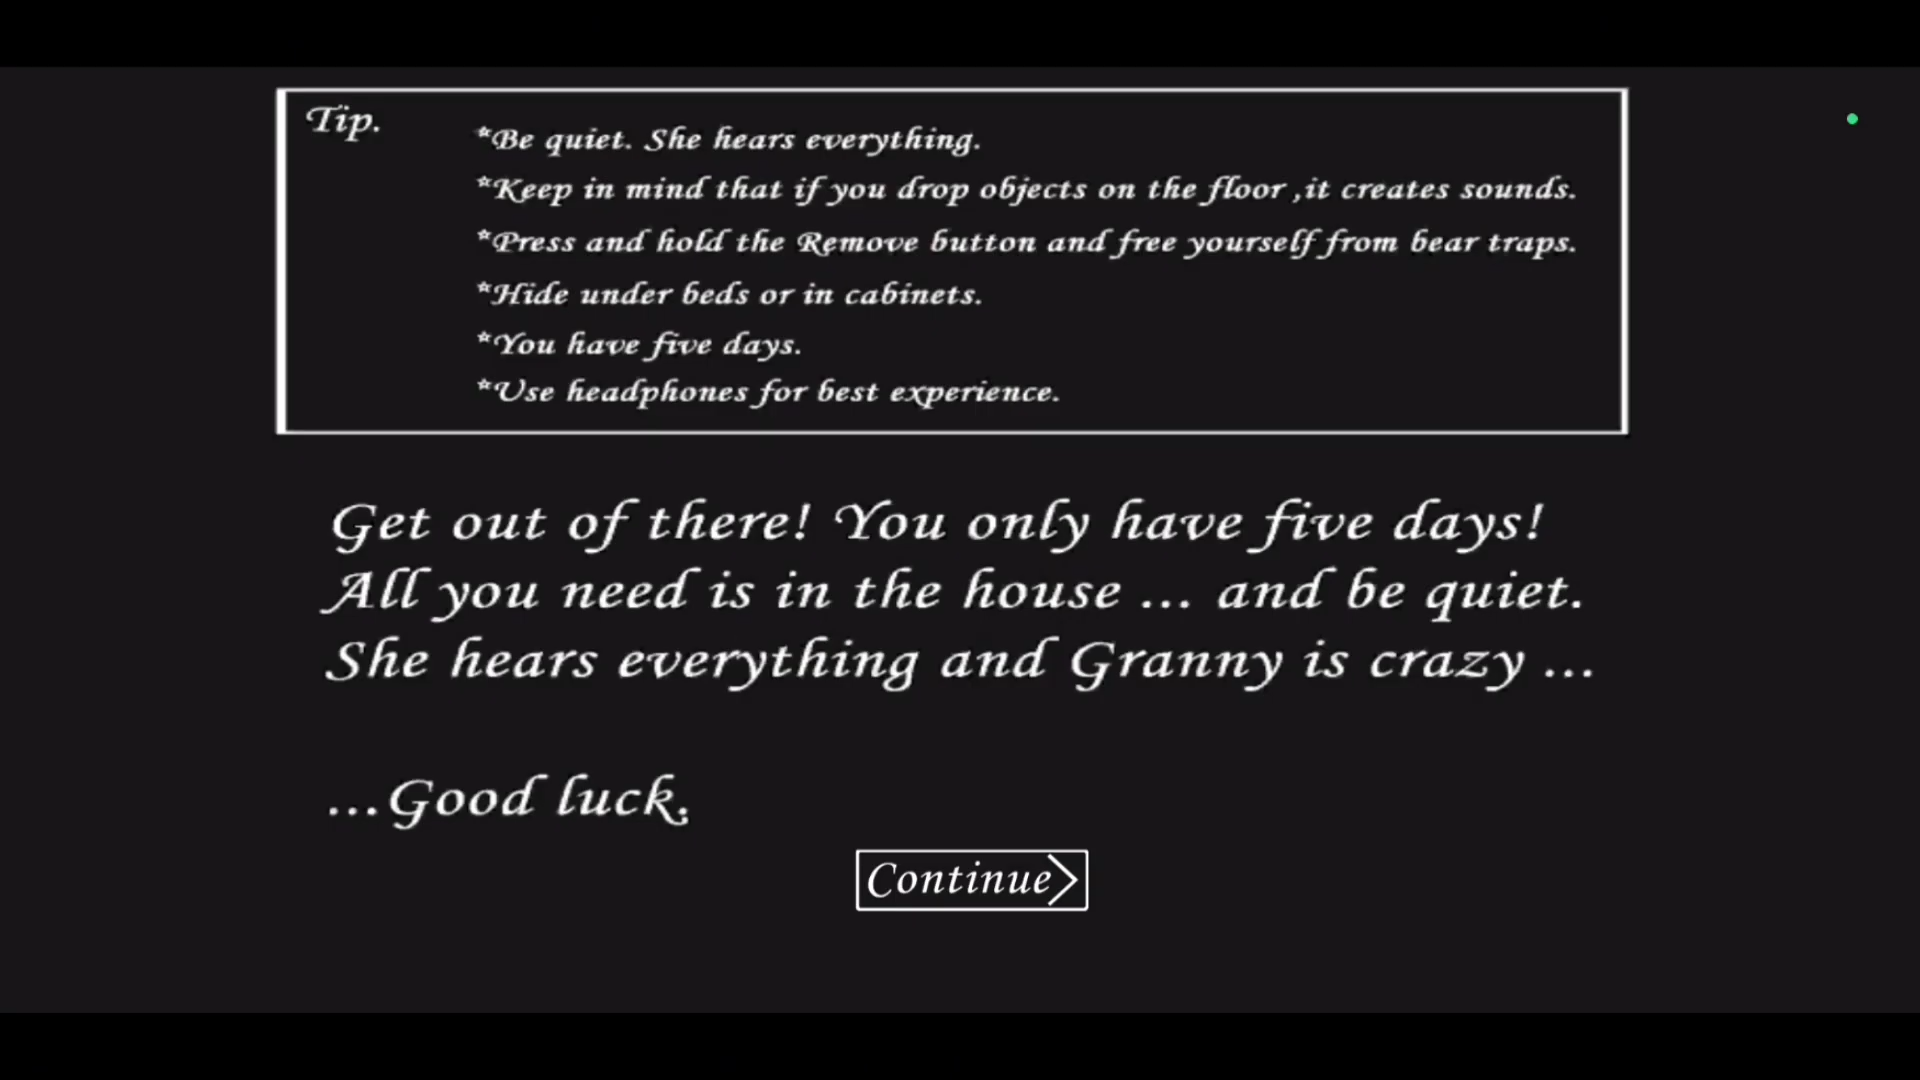 Tip.
*Be quiet. She hears everything.
*Keep in mind that if you drop objects on the floor ,it creates sounds.
*Press and hold the Remove button and free yourself from bear traps.
*Hide under beds or in cabinets.
*You have five days.
*Use headphones for best experience.
Get out of there! You only have five days!
All you need is in the house ... and be quiet.
She hears everything and Granny is crazy ...
...Good luck.
Continue>